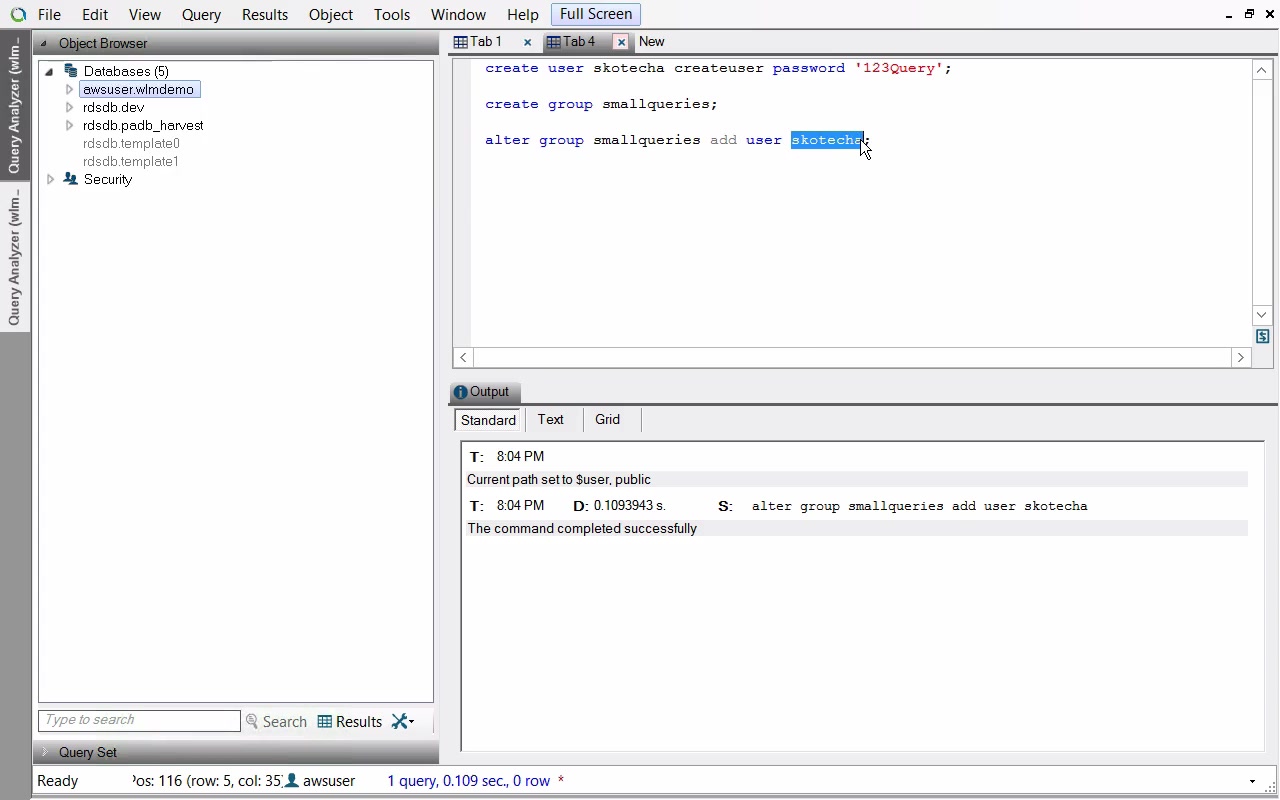 File Edit View Query Results Object Tools Window Help Full Screen
Object Browser
Tab 1 Tab 4 New
Query Analyzer (wlm...
Query Analyzer (wlm...
Databases (5)
awsuser.wlmdemo
rdsdb.dev
rdsdb.padb_harvest
rdsdb.template0
rdsdb.template1
Security
create user skotecha createuser password '123Query';
create group smallqueries;
alter group smallqueries add user skotecha;
Output
Standard Text Grid
T: 8:04 PM
Current path set to $user, public
T: 8:04 PM D: 0.1093943 s. S: alter group smallqueries add user skotecha
The command completed successfully
Type to search Search Results
Query Set
Ready Pos: 116 (row: 5, col: 35) awsuser 1 query, 0.109 sec., 0 row *